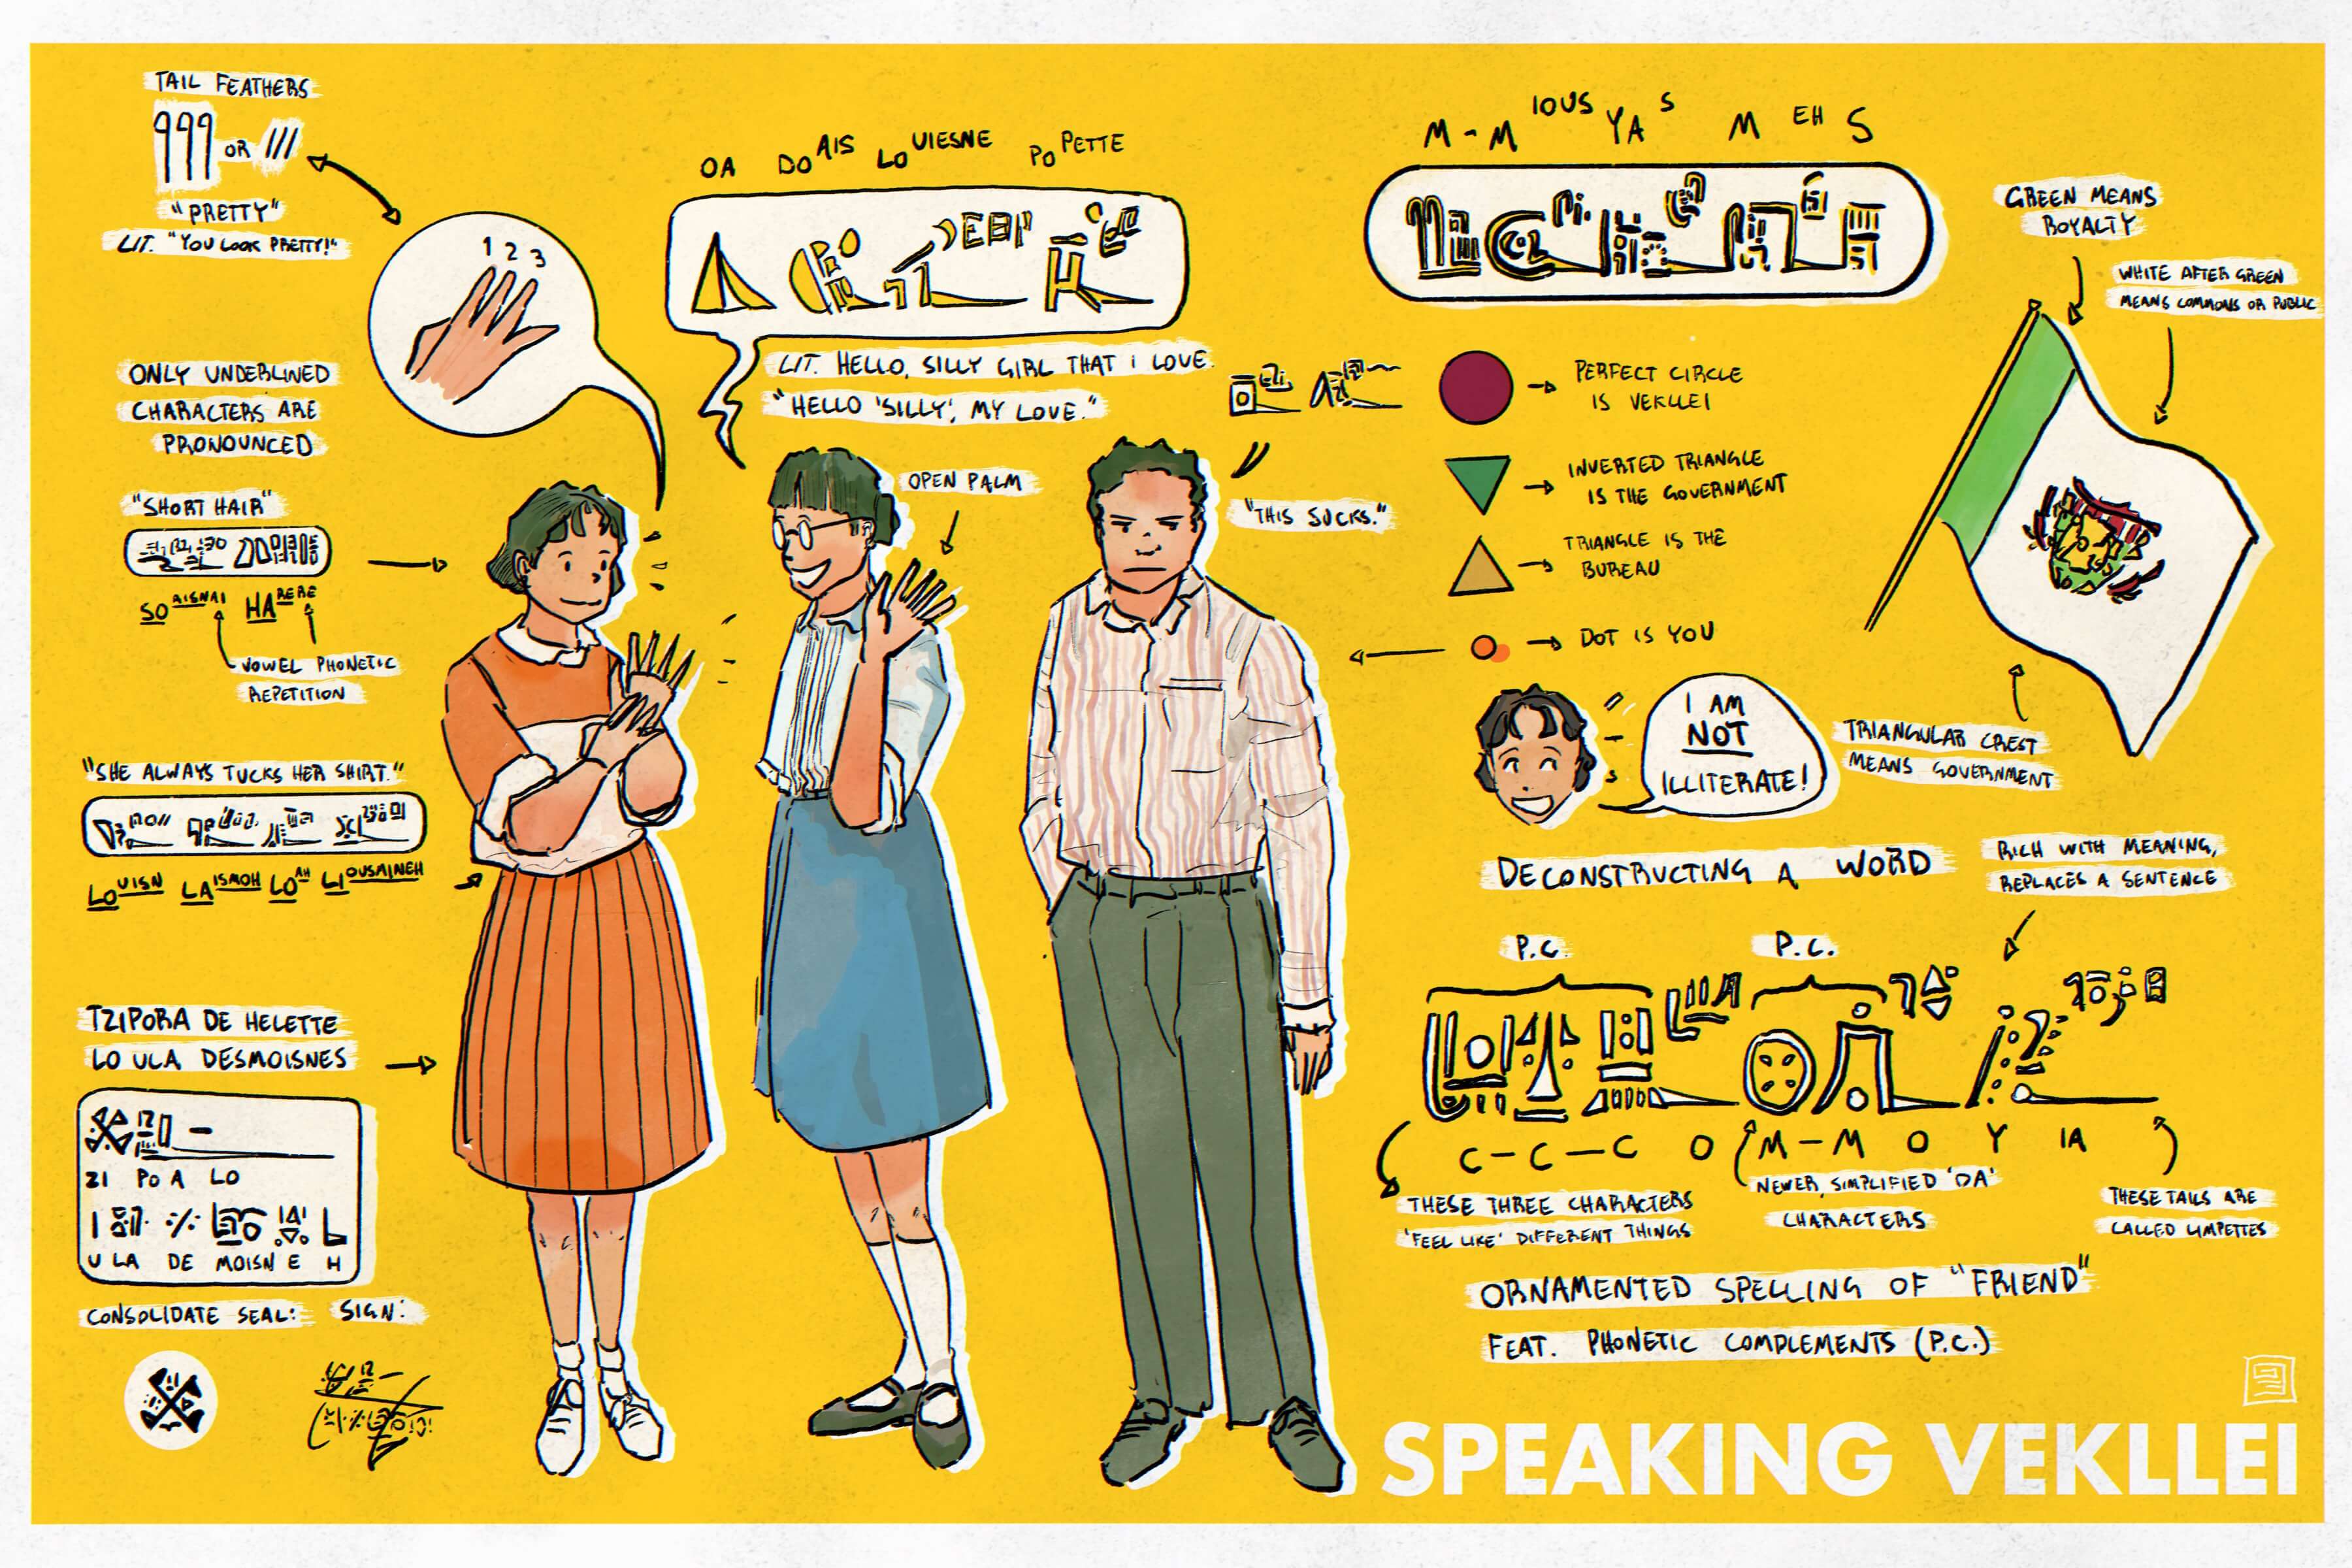 TAIL FEATHERS
OR
"PRETTY"
LIT. "YOU LOOK PRETTY!"
1 2 3
ONLY UNDERLINED
CHARACTERS ARE
PRONOUNCED
"SHORT HAIR"
SO AISNAI HA RERE
VOWEL PHONETIC
REPETITION
"SHE ALWAYS TUCKS HER SHIRT."
LO UISN LA ISMOH LO AH LI OUSMINEH
TZIPORA DE HELETTE
LO ULA DESMOISNES
ZI PO A LO
U LA DE MOISN E H
CONSOLIDATE SEAL: SIGN:
OA DOAIS LOUIESNE POPETTE
LIT. HELLO, SILLY GIRL THAT I LOVE.
"HELLO 'SILLY', MY LOVE."
OPEN PALM
"THIS SUCKS."
M-M IOUS YA S M EH S
PERFECT CIRCLE
IS VEKLLEI
INVERTED TRIANGLE
IS THE GOVERNMENT
TRIANGLE IS THE
BUREAU
DOT IS YOU
I AM
NOT
ILLITERATE!
GREEN MEANS
ROYALTY
WHITE AFTER GREEN
MEANS COMMONS OR PUBLIC
TRIANGULAR CREST
MEANS GOVERNMENT
DECONSTRUCTING A WORD
RICH WITH MEANING,
REPLACES A SENTENCE
P.C. P.C.
C-C-C O M-M O Y IA
THESE THREE CHARACTERS
'FEEL LIKE' DIFFERENT THINGS
NEWER, SIMPLIFIED 'OA'
CHARACTERS
THESE TAILS ARE
CALLED LIMPETTES
ORNAMENTED SPELLING OF "FRIEND"
FEAT. PHONETIC COMPLEMENTS (P.C.)
SPEAKING VEKLLEI